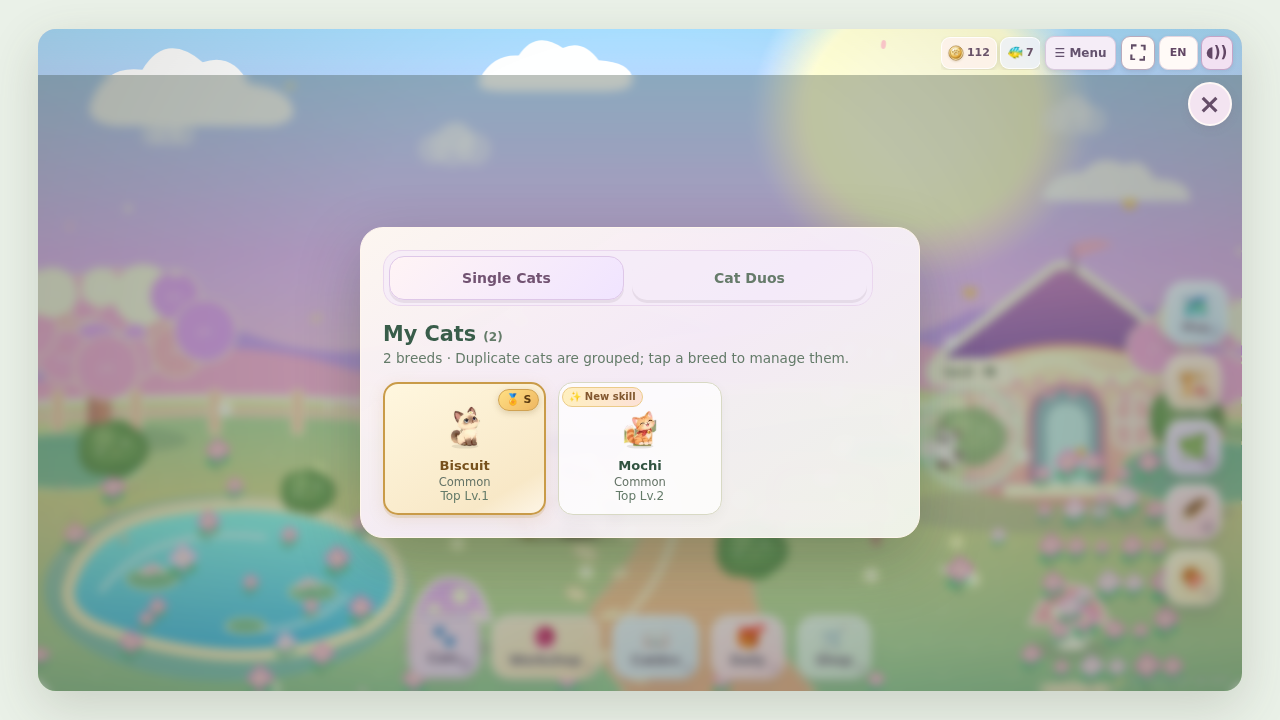 112
7
☰ Menu
EN
Single Cats
Cat Duos
My Cats (2)
2 breeds · Duplicate cats are grouped; tap a breed to manage them.
S
Biscuit
Common
Top Lv.1
✨ New skill
Mochi
Common
Top Lv.2